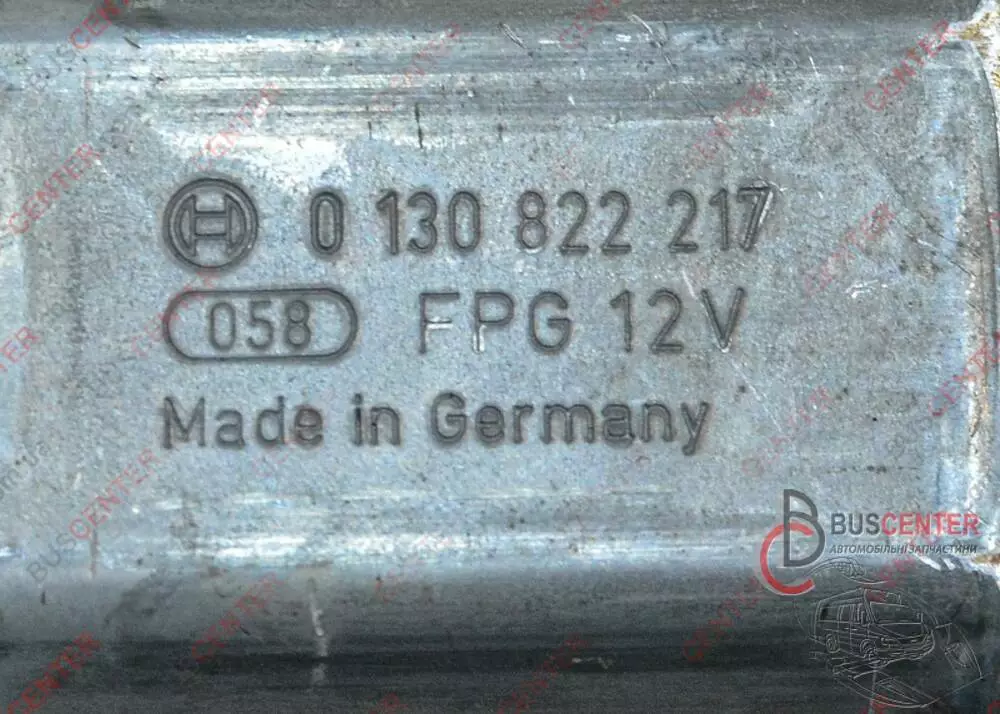 0 130 822 217
058 FPG 12V
Made in Germany
BUSCENTER
АВТОМОБІЛЬНІ ЗАПЧАСТИНИ